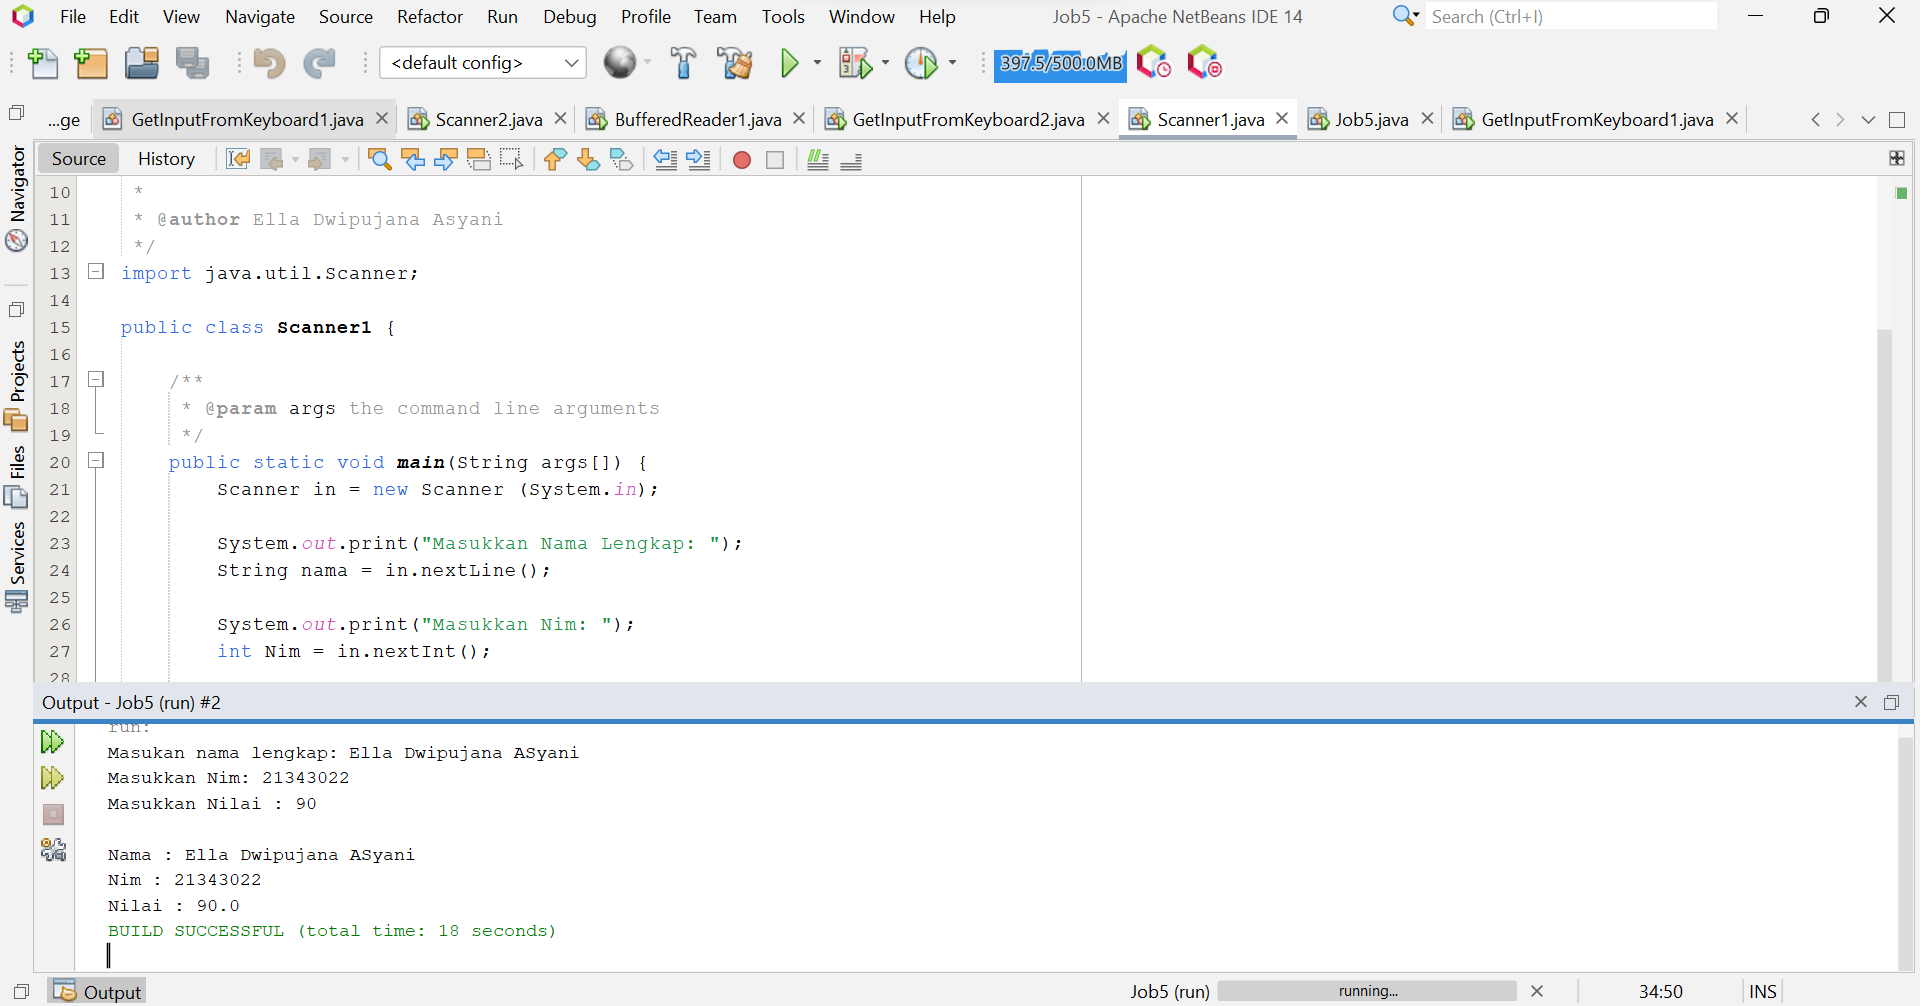 File Edit View Navigate Source Refactor Run Debug Profile Team Tools Window Help Job5 - Apache NetBeans IDE 14 Search (Ctrl+I)
<default config> 397.5/500.0MB
...ge GetInputFromKeyboard1.java Scanner2.java BufferedReader1.java GetInputFromKeyboard2.java Scanner1.java Job5.java GetInputFromKeyboard1.java
Source History
Navigator
Projects
Files
Services
10 *
11 * @author Ella Dwipujana Asyani
12 */
13 import java.util.Scanner;
14
15 public class Scanner1 {
16
17 /**
18 * @param args the command line arguments
19 */
20 public static void main(String args[]) {
21 Scanner in = new Scanner (System.in);
22
23 System.out.print("Masukkan Nama Lengkap: ");
24 String nama = in.nextLine();
25
26 System.out.print("Masukkan Nim: ");
27 int Nim = in.nextInt();
28
Output - Job5 (run) #2
run:
Masukan nama lengkap: Ella Dwipujana ASyani
Masukkan Nim: 21343022
Masukkan Nilai : 90
Nama : Ella Dwipujana ASyani
Nim : 21343022
Nilai : 90.0
BUILD SUCCESSFUL (total time: 18 seconds)
Output Job5 (run) running... 34:50 INS